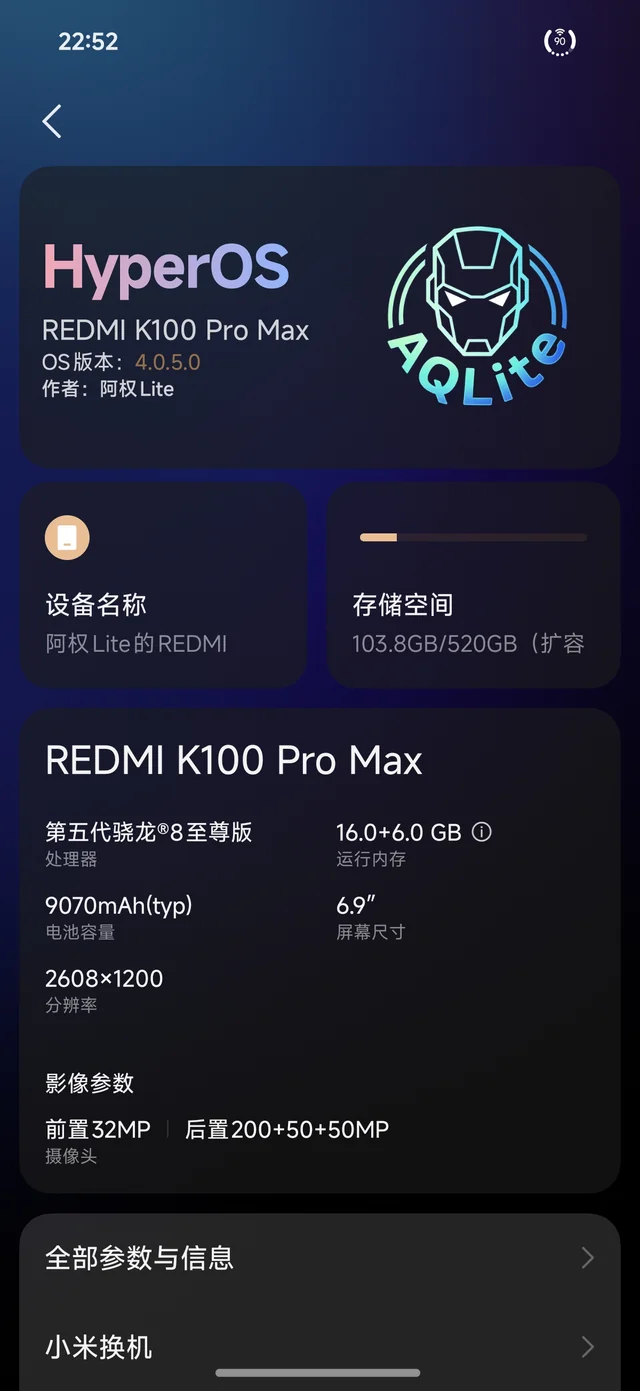 22:52
90
HyperOS
REDMI K100 Pro Max
OS版本：4.0.5.0
作者：阿权Lite
AQLite
设备名称
阿权Lite的REDMI
存储空间
103.8GB/520GB（扩容
REDMI K100 Pro Max
第五代骁龙®8至尊版
处理器
16.0+6.0 GB
运行内存
9070mAh(typ)
电池容量
6.9"
屏幕尺寸
2608×1200
分辨率
影像参数
前置32MP | 后置200+50+50MP
摄像头
全部参数与信息
小米换机